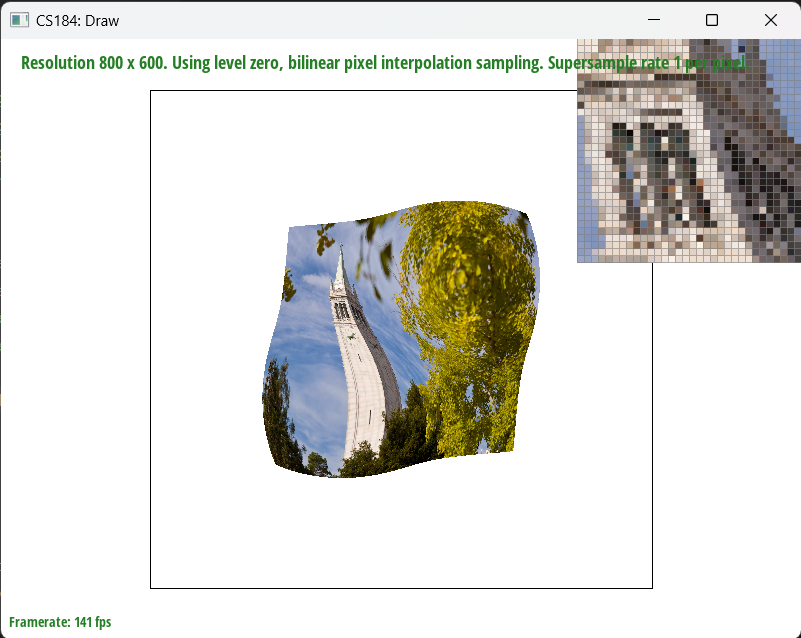 CS184: Draw
Resolution 800 x 600. Using level zero, bilinear pixel interpolation sampling. Supersample rate 1 per pixel.
Framerate: 141 fps